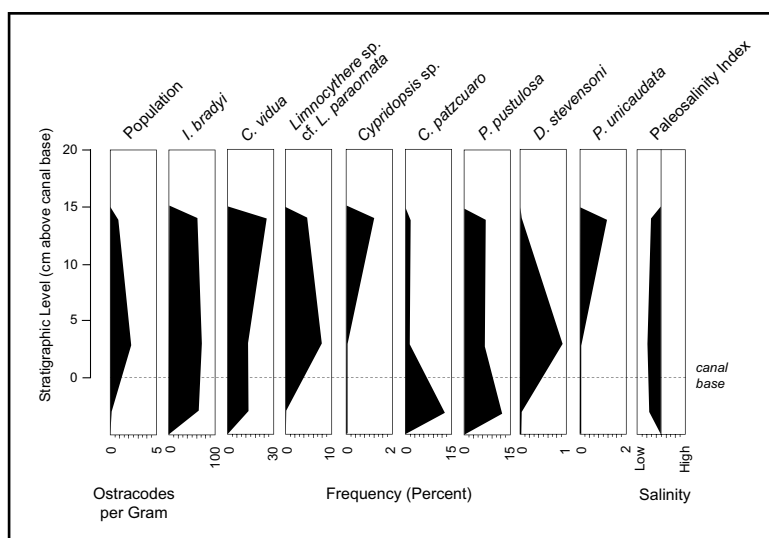 Population
I. bradyi
C. vidua
Limnocythere sp.
cf. L. paraornata
Cypridopsis sp.
C. patzcuaro
P. pustulosa
D. stevensoni
P. unicaudata
Paleosalinity Index
Stratigraphic Level (cm above canal base)
20
15
10
5
0
canal
base
0 5 0 100 0 30 0 10 0 2 0 15 0 15 0 1 0 2 Low High
Ostracodes
per Gram
Frequency (Percent)
Salinity